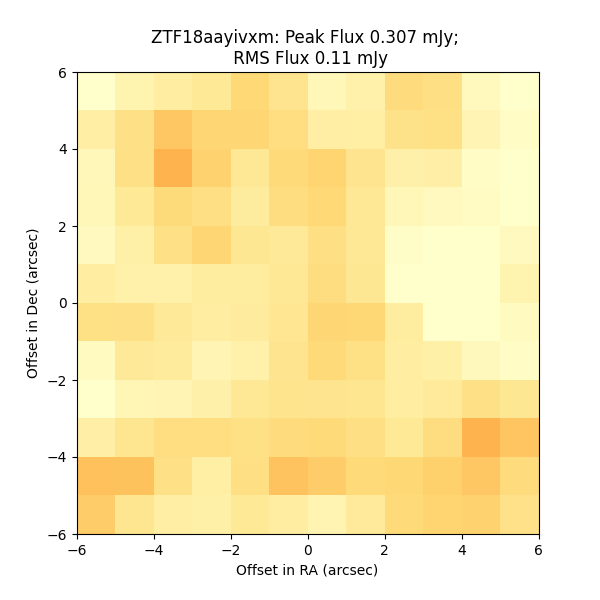 ZTF18aayivxm: Peak Flux 0.307 mJy;
RMS Flux 0.11 mJy
6
4
2
0
−2
−4
−6
Offset in Dec (arcsec)
−6 −4 −2 0 2 4 6
Offset in RA (arcsec)